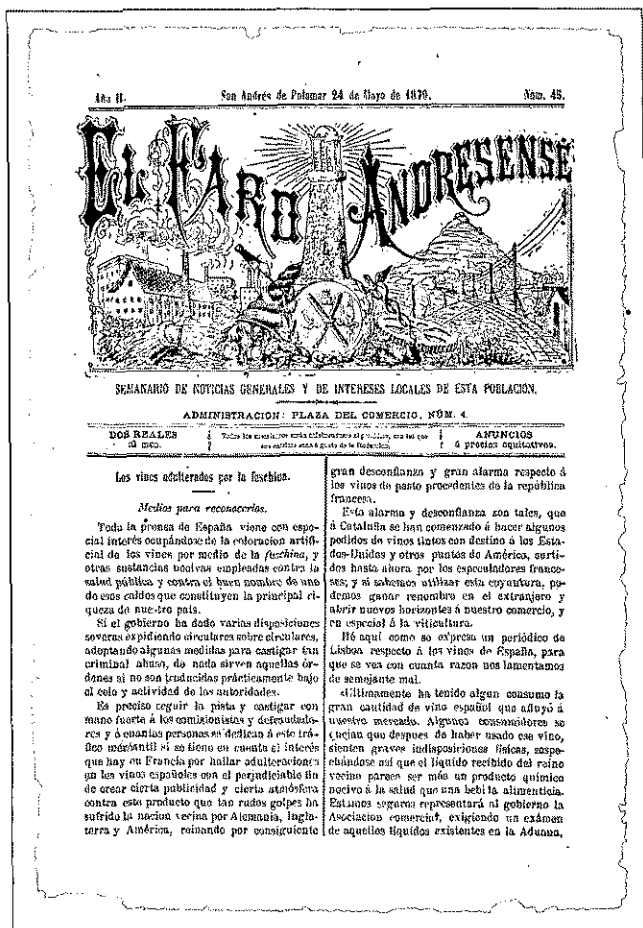 Año II.
San Andrés de Palomar 24 de Mayo de 1879.
Núm. 45.
EL FARO ANDRESENSE
SEMANARIO DE NOTICIAS GENERALES Y DE INTERESES LOCALES DE ESTA POBLACION.
ADMINISTRACION: PLAZA DEL COMERCIO, NÚM. 4.
DOS REALES
al mes.
ANUNCIOS
á precios equitativos.
Los vinos adulterados por la fuschina.
Medios para reconocerlos.
Toda la prensa de España viene con espe-
cial interés ocupándose de la coloracion artifi-
cial de los vinos por medio de la fuschina, y
otras sustancias nocivas empleadas contra la
salud pública y contra el buen nombre de uno
de esos caldos que constituyen la principal ri-
queza de nuestro pais.
Si el gobierno ha dado varias disposiciones
severas expidiendo circulares sobre circulares,
adoptando algunas medidas para castigar tan
criminal abuso, de nada sirven aquellas ór-
denes si no son traducidas prácticamente bajo
el celo y actividad de las autoridades.
Es preciso seguir la pista y castigar con
mano fuerte á los comisionistas y defraudado-
res y á cuantas personas se dedican á este trá-
fico mercantil si se tiene en cuenta el interés
que hay en Francia por hallar adulteraciones
en los vinos españoles con el perjudicable fin
de crear cierta publicidad y cierta atmósfera
contra este producto que tan rudos golpes ha
sufrido la nacion vecina por Alemania, Ingla-
terra y América, reinando por consiguiente
gran desconfianza y gran alarma respecto á
los vinos de pasto procedentes de la república
francesa.
Esta alarma y desconfianza son tales, que
á Cataluña se han comenzado á hacer algunos
pedidos de vinos tintos con destino á los Esta-
dos-Unidos y otros puntos de América, surti-
dos hasta ahora por los especuladores france-
ses; y si sabemos utilizar esta coyuntura, po-
demos ganar renombre en el extranjero y
abrir nuevos horizontes á nuestro comercio, y
en especial á la viticultura.
Hé aquí como se expresa un periódico de
Lisboa respecto á los vinos de España, para
que se vea con cuanta razon nos lamentamos
de semejante mal.
«Últimamente ha tenido algun consumo la
gran cantidad de vino español que afluyó á
nuestro mercado. Algunos consumidores se
quejan que despues de haber usado ese vino,
sienten graves indisposiciones físicas, sospe-
chándose así que el líquido recibido del reino
vecino parece ser más un producto químico
nocivo á la salud que una bebida alimenticia.
Estamos seguros representará al gobierno la
Asociacion comercial, exigiendo un exámen
de aquellos líquidos existentes en la Aduana,